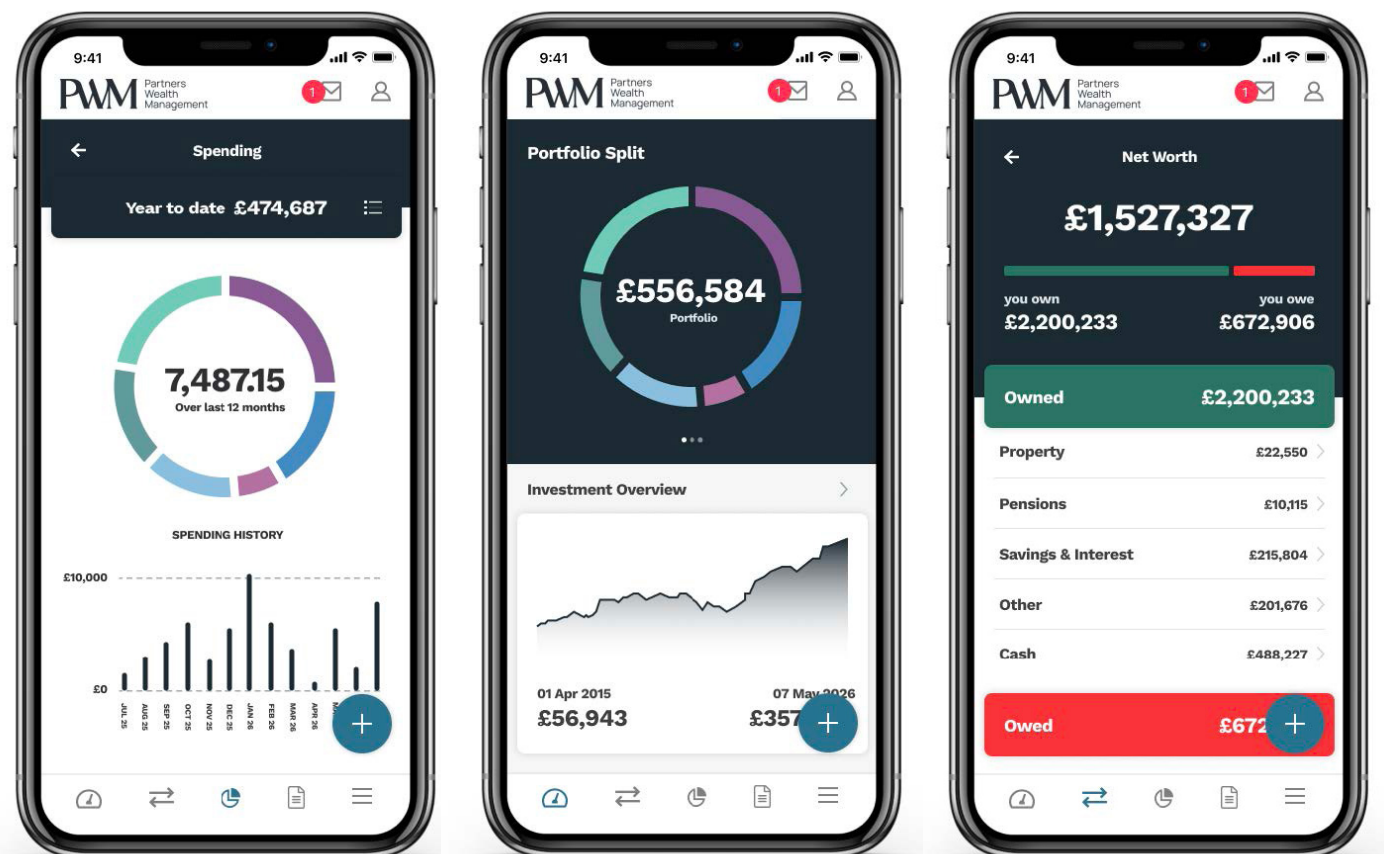 9:41
PWM Partners
Wealth
Management
1
Spending
Year to date £474,687
7,487.15
Over last 12 months
SPENDING HISTORY
£10,000
£0
JUL 25
AUG 25
SEP 25
OCT 25
NOV 25
DEC 25
JAN 26
FEB 26
MAR 26
APR 26
9:41
PWM Partners
Wealth
Management
1
Portfolio Split
£556,584
Portfolio
Investment Overview
01 Apr 2015
07 May 2026
£56,943
£357
9:41
PWM Partners
Wealth
Management
1
Net Worth
£1,527,327
you own
you owe
£2,200,233
£672,906
Owned £2,200,233
Property £22,550
Pensions £10,115
Savings & Interest £215,804
Other £201,676
Cash £488,227
Owed £672